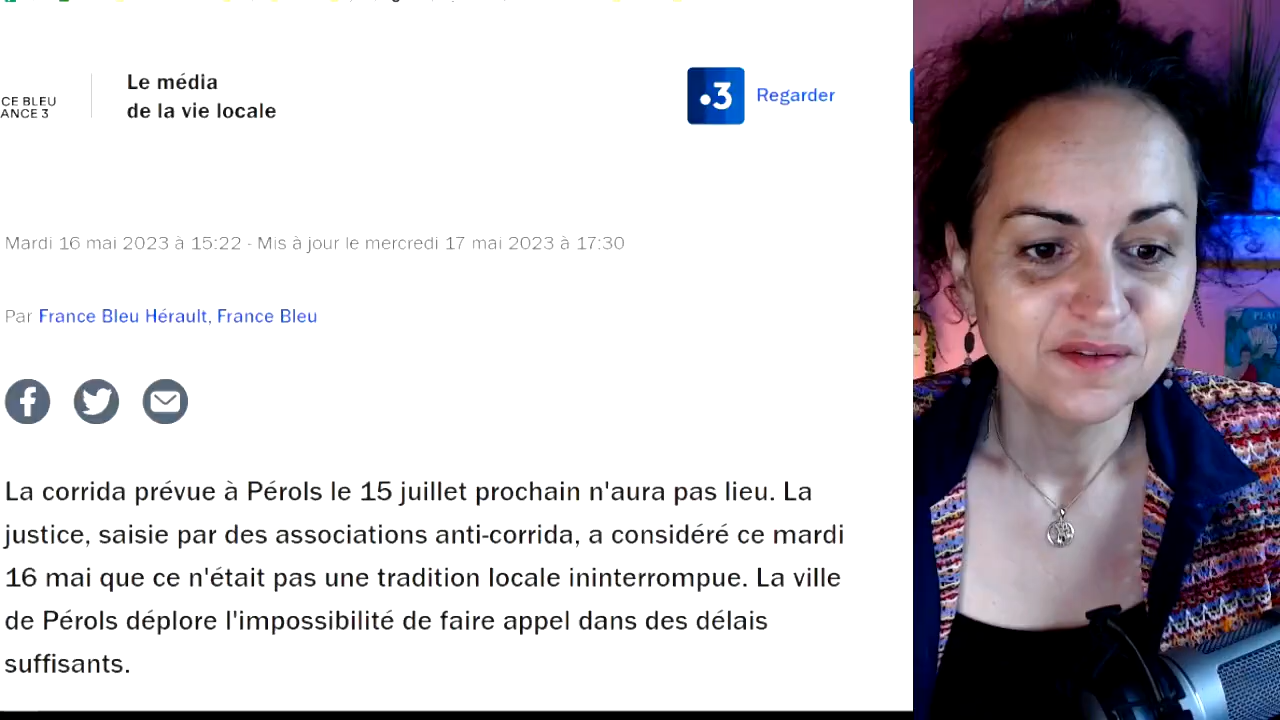 CE BLEU
ANCE 3
Le média
de la vie locale
3
Regarder
Mardi 16 mai 2023 à 15:22 - Mis à jour le mercredi 17 mai 2023 à 17:30
Par France Bleu Hérault, France Bleu
La corrida prévue à Pérols le 15 juillet prochain n'aura pas lieu. La
justice, saisie par des associations anti-corrida, a considéré ce mardi
16 mai que ce n'était pas une tradition locale ininterrompue. La ville
de Pérols déplore l'impossibilité de faire appel dans des délais
suffisants.